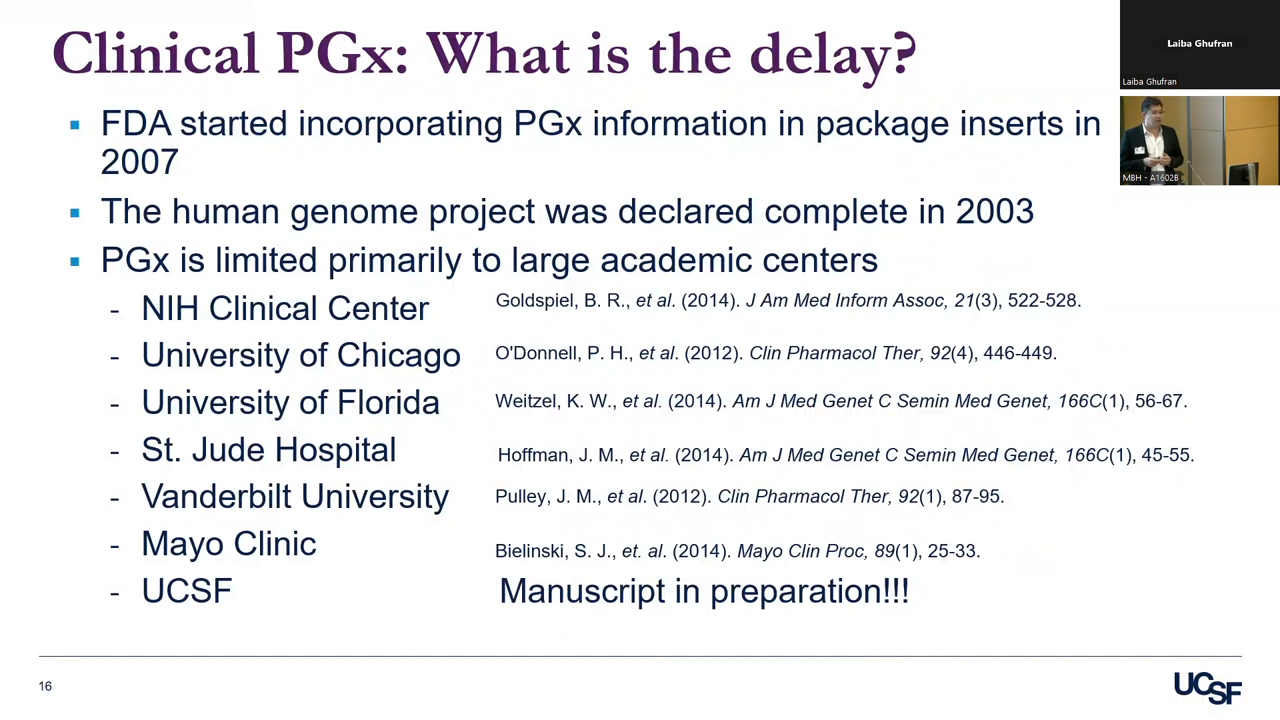 Clinical PGx: What is the delay?
▪ FDA started incorporating PGx information in package inserts in
2007
▪ The human genome project was declared complete in 2003
▪ PGx is limited primarily to large academic centers
- NIH Clinical Center Goldspiel, B. R., et al. (2014). J Am Med Inform Assoc, 21(3), 522-528.
- University of Chicago O'Donnell, P. H., et al. (2012). Clin Pharmacol Ther, 92(4), 446-449.
- University of Florida Weitzel, K. W., et al. (2014). Am J Med Genet C Semin Med Genet, 166C(1), 56-67.
- St. Jude Hospital Hoffman, J. M., et al. (2014). Am J Med Genet C Semin Med Genet, 166C(1), 45-55.
- Vanderbilt University Pulley, J. M., et al. (2012). Clin Pharmacol Ther, 92(1), 87-95.
- Mayo Clinic Bielinski, S. J., et. al. (2014). Mayo Clin Proc, 89(1), 25-33.
- UCSF Manuscript in preparation!!!
16
UCSF
Laiba Ghufran
Laiba Ghufran
MBH - A1602B